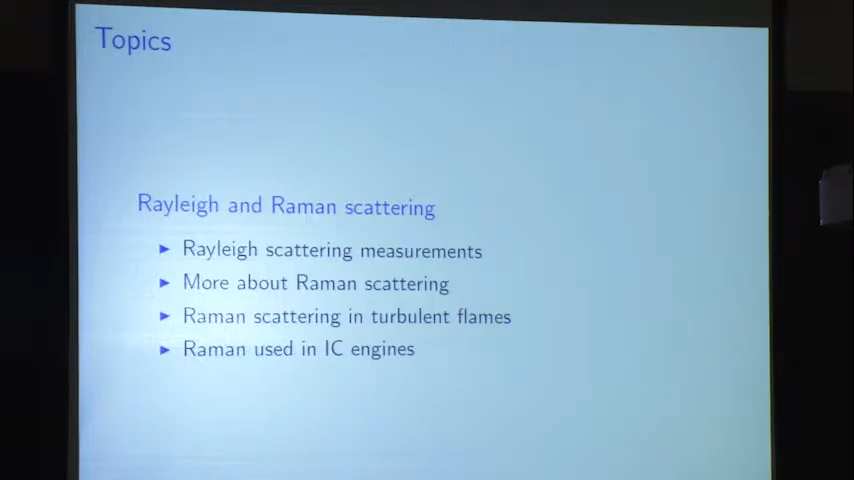 Topics
Rayleigh and Raman scattering
▶ Rayleigh scattering measurements
▶ More about Raman scattering
▶ Raman scattering in turbulent flames
▶ Raman used in IC engines